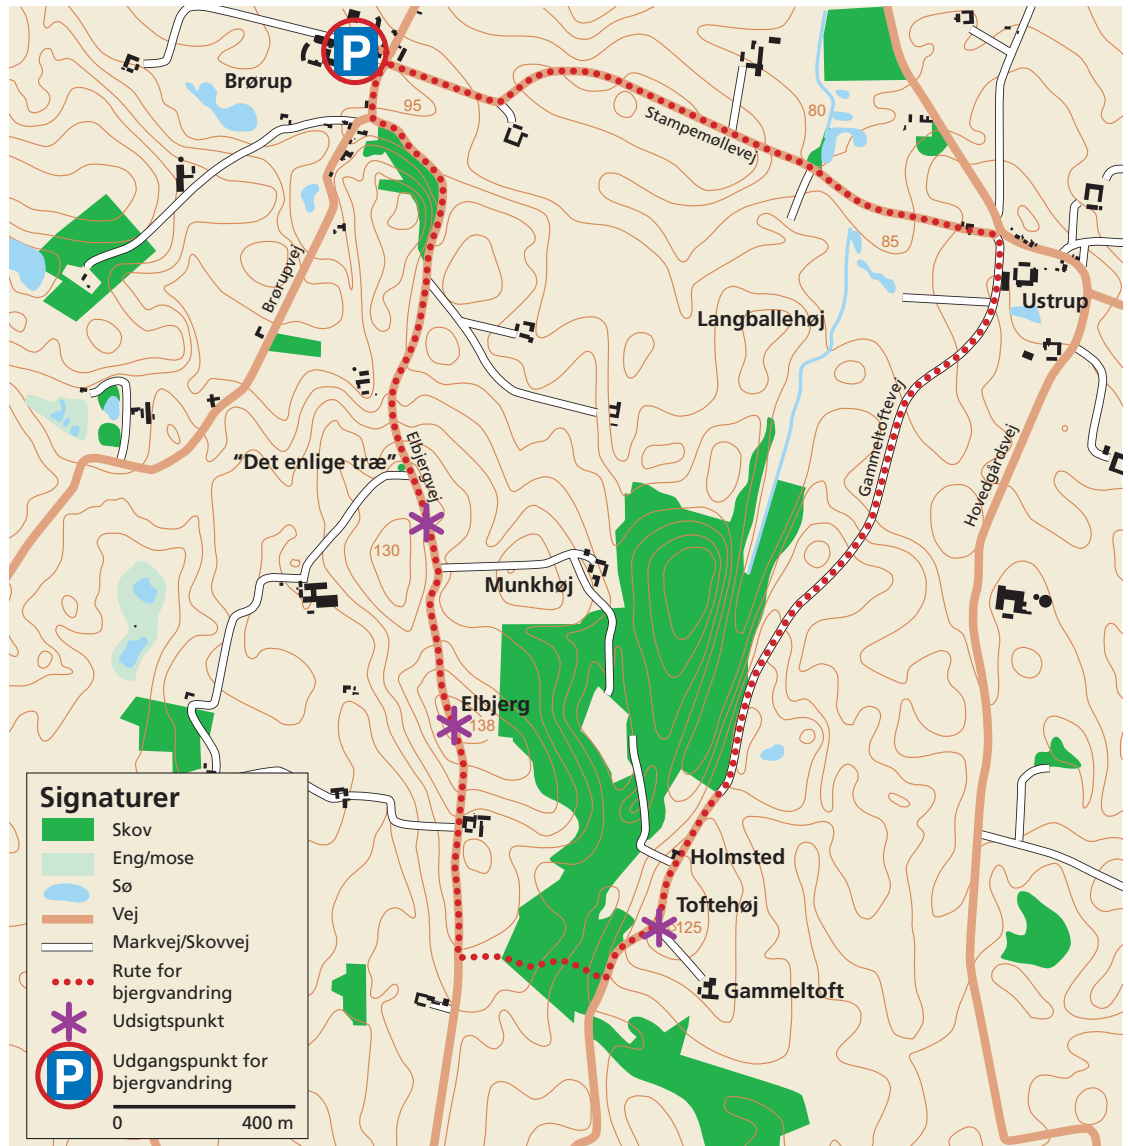 P
Brørup
95
Stampemøllevej
80
85
Ustrup
Brørupvej
Langballehøj
Gammeltoftevej
Hovedgårdsvej
Elbjergvej
"Det enlige træ"
130
Munkhøj
Elbjerg
138
Holmsted
Toftehøj
125
Gammeltoft
Signaturer
Skov
Eng/mose
Sø
Vej
Markvej/Skovvej
Rute for
bjergvandring
Udsigtspunkt
P
Udgangspunkt for
bjergvandring
0 400 m